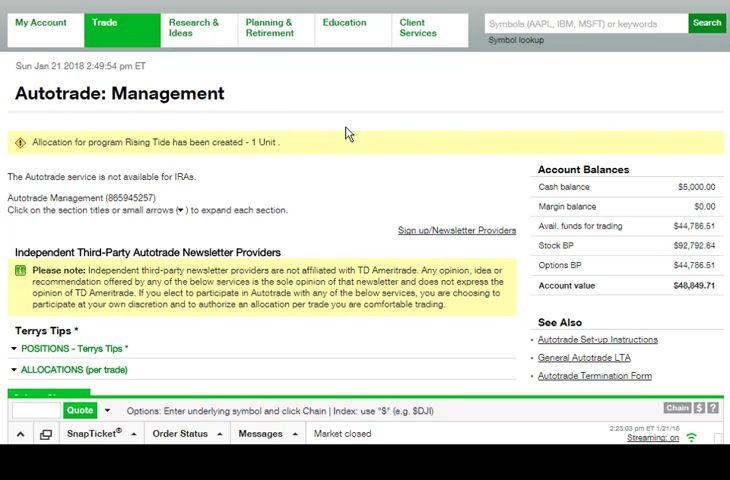 My Account
Trade
Research &
Ideas
Planning &
Retirement
Education
Client
Services
Symbols (AAPL, IBM, MSFT) or keywords
Search
Symbol lookup
Sun Jan 21 2018 2:49:54 pm ET
Autotrade: Management
Allocation for program Rising Tide has been created - 1 Unit .
The Autotrade service is not available for IRAs.
Autotrade Management (865945257)
Click on the section titles or small arrows ( ) to expand each section.
Sign up/Newsletter Providers
Independent Third-Party Autotrade Newsletter Providers
Please note: Independent third-party newsletter providers are not affiliated with TD Ameritrade. Any opinion, idea or
recommendation offered by any of the below services is the sole opinion of that newsletter and does not express the
opinion of TD Ameritrade. If you elect to participate in Autotrade with any of the below services, you are choosing to
participate at your own discretion and to authorize an allocation per trade you are comfortable trading.
Terrys Tips *
POSITIONS - Terrys Tips *
ALLOCATIONS (per trade)
Account Balances
Cash balance $5,000.00
Margin balance $0.00
Avail. funds for trading $44,786.51
Stock BP $92,792.64
Options BP $44,786.51
Account value $48,849.71
See Also
Autotrade Set-up Instructions
General Autotrade LTA
Autotrade Termination Form
Quote
Options: Enter underlying symbol and click Chain | Index: use "$" (e.g. $DJI)
Chain $ ?
SnapTicket®
Order Status
Messages
Market closed
2:23:03 pm ET 1/21/18
Streaming: on